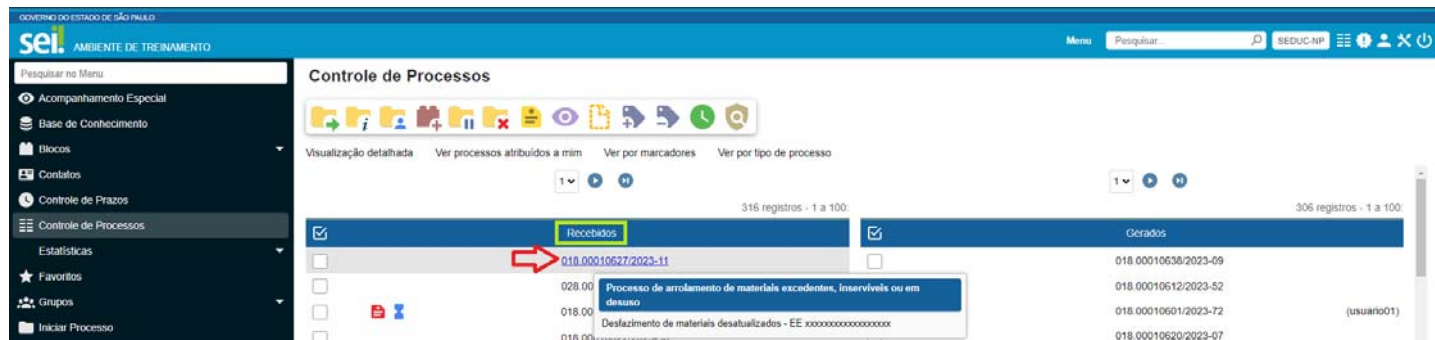 GOVERNO DO ESTADO DE SÃO PAULO
sei! AMBIENTE DE TREINAMENTO
Menu
Pesquisar...
SEDUC-NP
Pesquisar no Menu
Acompanhamento Especial
Base de Conhecimento
Blocos
Contatos
Controle de Prazos
Controle de Processos
Estatísticas
Favoritos
Grupos
Iniciar Processo
Controle de Processos
Visualização detalhada Ver processos atribuídos a mim Ver por marcadores Ver por tipo de processo
1
316 registros - 1 a 100:
Recebidos
018.00010627/2023-11
028.00
018.00
Processo de arrolamento de materiais excedentes, inservíveis ou em
desuso
Desfazimento de materiais desatualizados - EE xxxxxxxxxxxxxxxxxx
1
306 registros - 1 a 100:
Gerados
018.00010638/2023-09
018.00010612/2023-52
018.00010601/2023-72 (usuario01)
018.00010620/2023-07